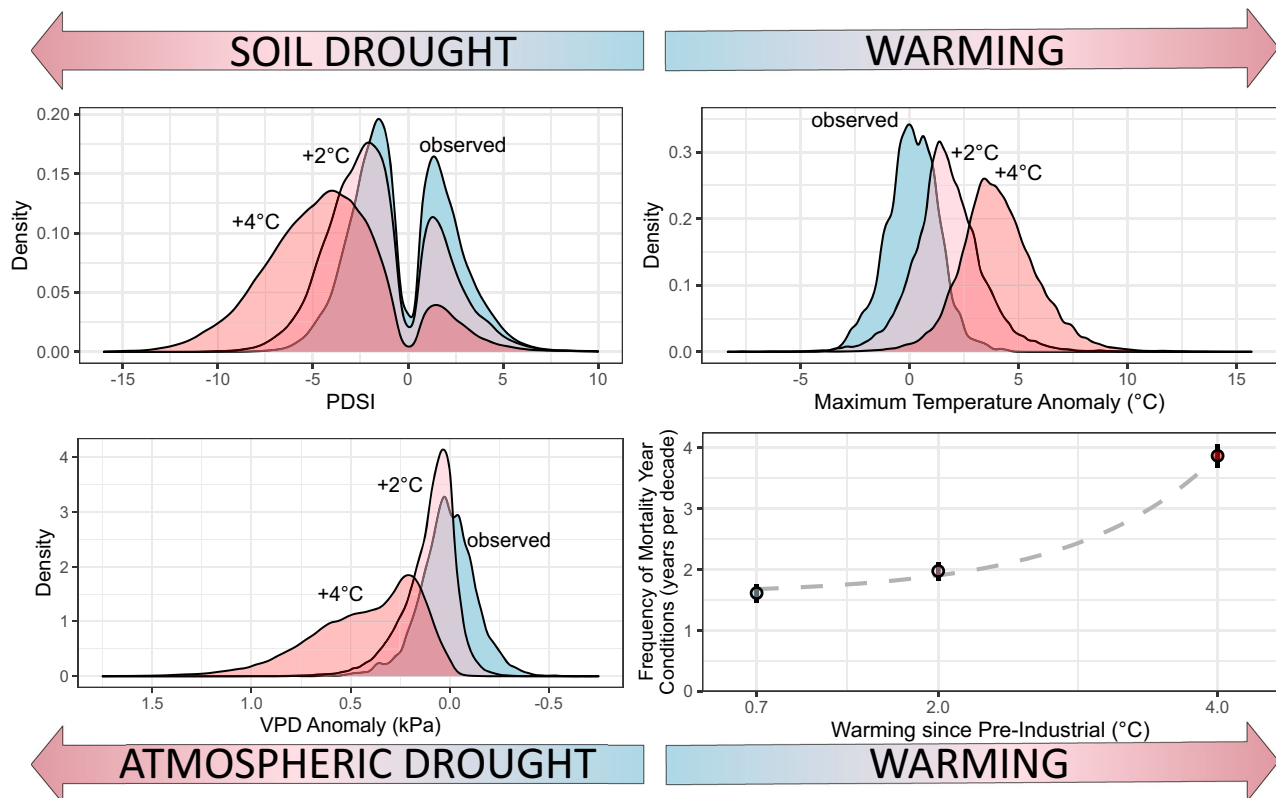 SOIL DROUGHT
WARMING
0.20
0.15
0.10
0.05
0.00
Density
+4°C
+2°C
observed
-15
-10
-5
0
5
10
PDSI
0.3
0.2
0.1
0.0
Density
observed
+2°C
+4°C
-5
0
5
10
15
Maximum Temperature Anomaly (°C)
4
3
2
1
0
Density
+4°C
+2°C
observed
1.5
1.0
0.5
0.0
-0.5
VPD Anomaly (kPa)
Frequency of Mortality Year
Conditions (years per decade)
4
3
2
1
0
0.7
2.0
4.0
Warming since Pre-Industrial (°C)
ATMOSPHERIC DROUGHT
WARMING